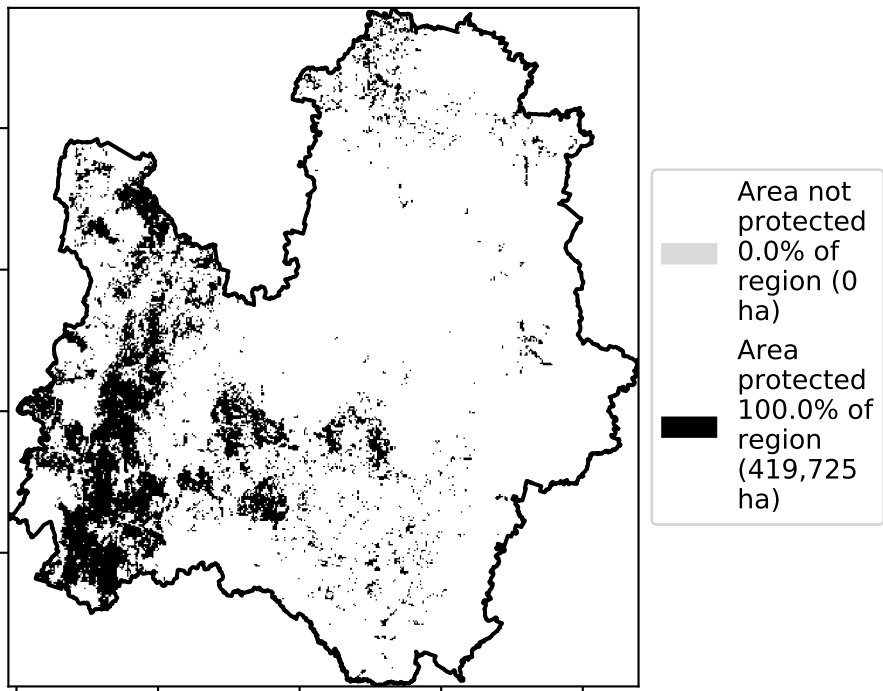 Area not
protected
0.0% of
region (0
ha)
Area
protected
100.0% of
region
(419,725
ha)